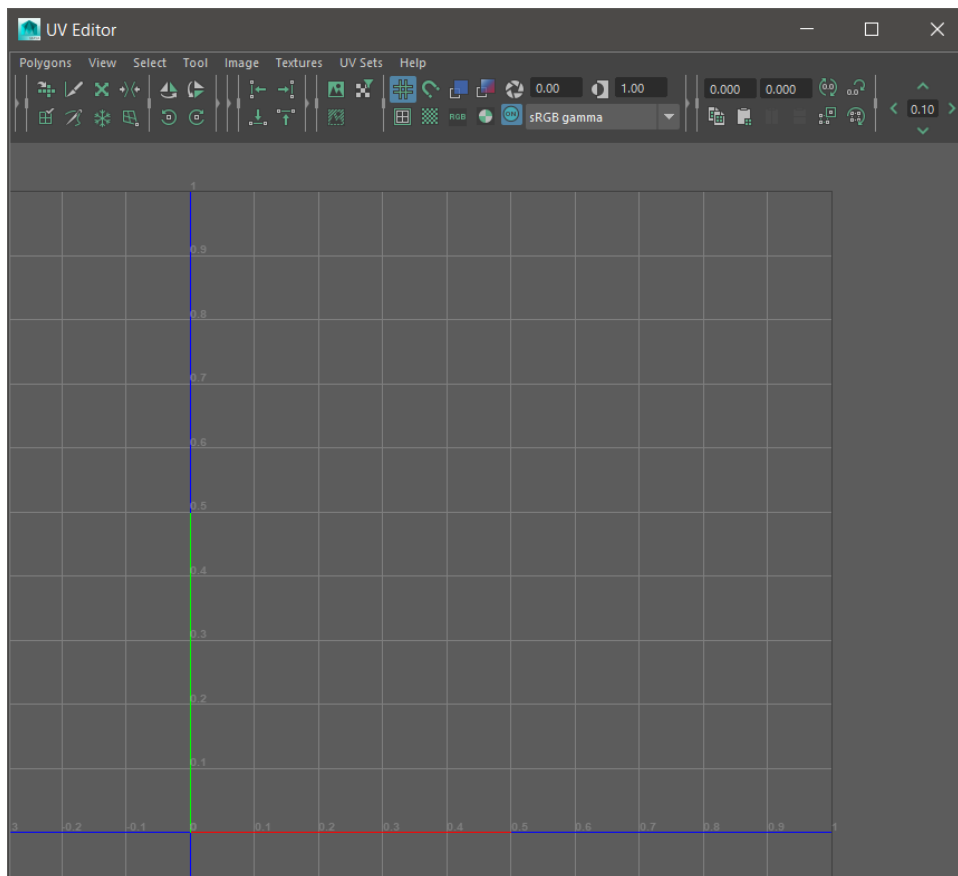 UV Editor
Polygons View Select Tool Image Textures UV Sets Help
0.00 1.00 0.000 0.000
0.10
RGB ON sRGB gamma
1
0.9
0.8
0.7
0.6
0.5
0.4
0.3
0.2
0.1
3 -0.2 -0.1 0 0.1 0.2 0.3 0.4 0.5 0.6 0.7 0.8 0.9 1